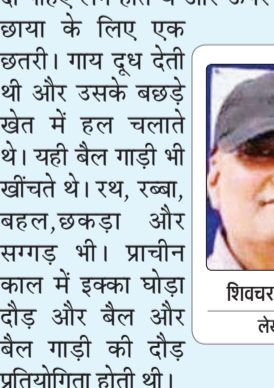 छाया के लिए एक
छतरी। गाय दूध देती
थी और उसके बछड़े
खेत में हल चलाते
थे। यही बैल गाड़ी भी
खींचते थे। रथ, रब्बा,
बहल,छकड़ा और
सग्गड़ भी। प्राचीन
काल में इक्का घोड़ा
दौड़ और बैल और
बैल गाड़ी की दौड़
प्रतियोगिता होती थी।
शिवचर